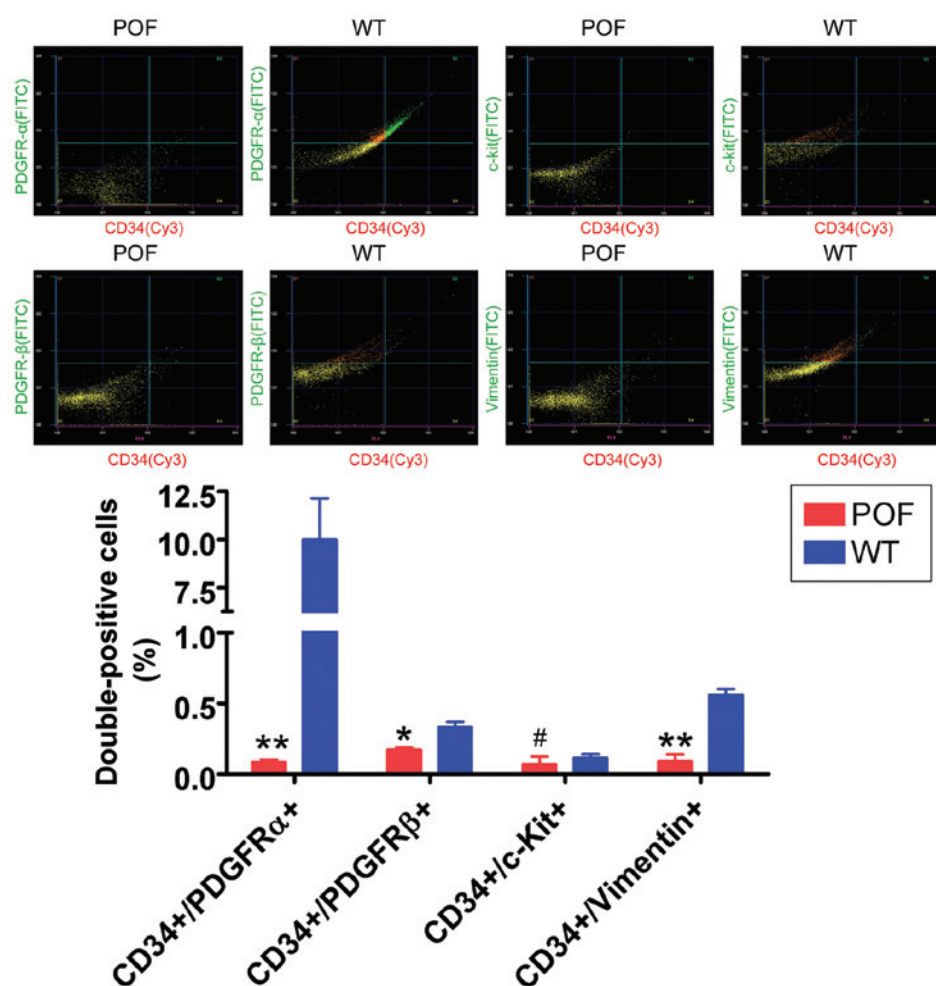 POF WT POF WT
PDGFR-α(FITC) PDGFR-α(FITC) c-kit(FITC) c-kit(FITC)
CD34(Cy3) CD34(Cy3) CD34(Cy3) CD34(Cy3)
POF WT POF WT
PDGFR-β(FITC) PDGFR-β(FITC) Vimentin(FITC) Vimentin(FITC)
CD34(Cy3) CD34(Cy3) CD34(Cy3) CD34(Cy3)
Double-positive cells
(%)
12.5
10.0
7.5
1.0
0.5
0.0
** * # **
POF
WT
CD34+/PDGFRα+
CD34+/PDGFRβ+
CD34+/c-Kit+
CD34+/Vimentin+